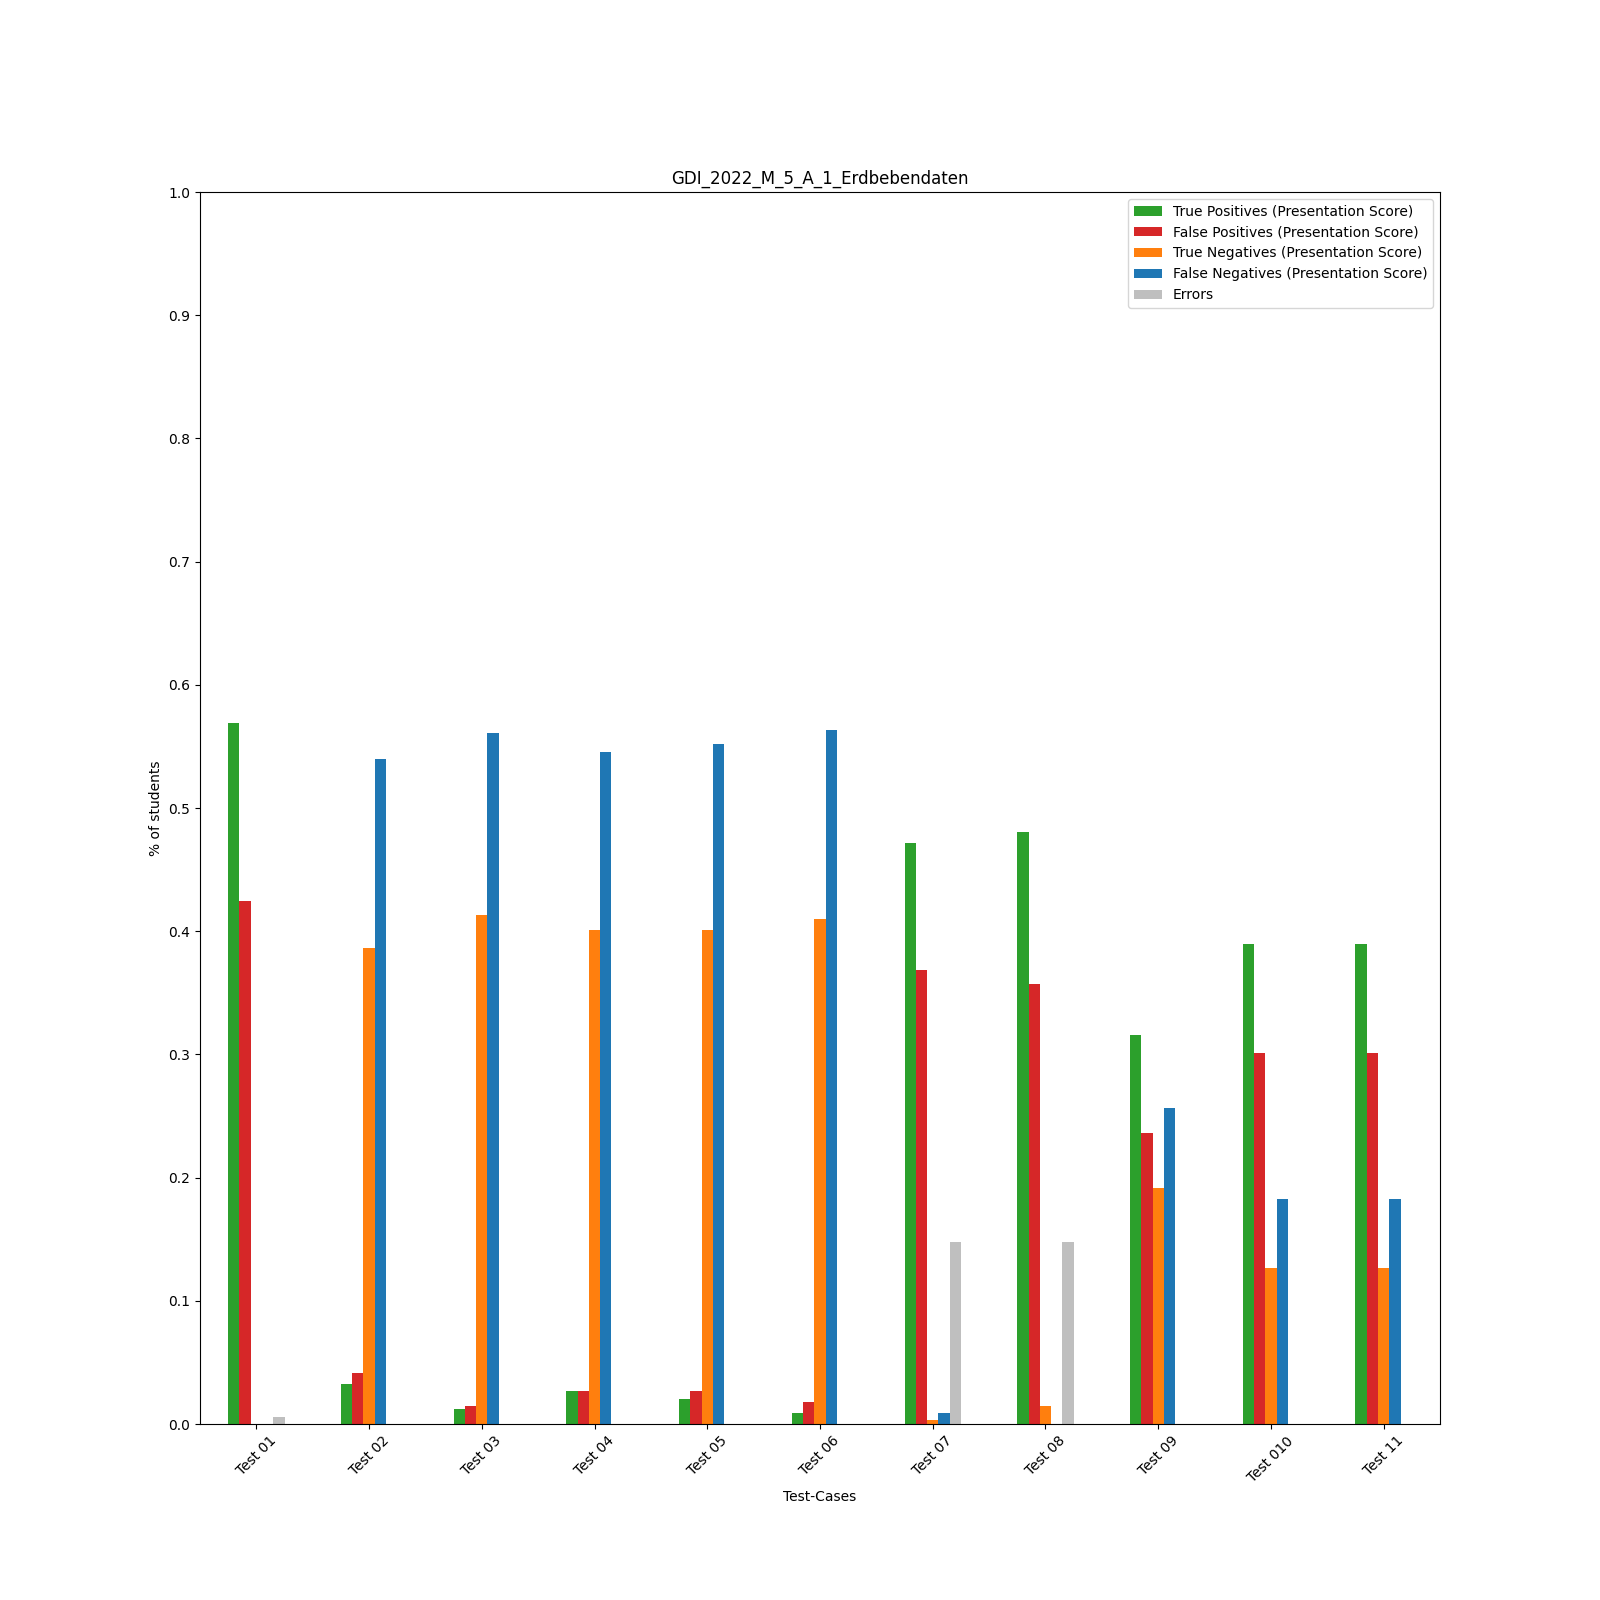 GDI_2022_M_5_A_1_Erdbebendaten
True Positives (Presentation Score)
False Positives (Presentation Score)
True Negatives (Presentation Score)
False Negatives (Presentation Score)
Errors
1.0
0.9
0.8
0.7
0.6
0.5
0.4
0.3
0.2
0.1
0.0
% of students
Test 01
Test 02
Test 03
Test 04
Test 05
Test 06
Test 07
Test 08
Test 09
Test 010
Test 11
Test-Cases